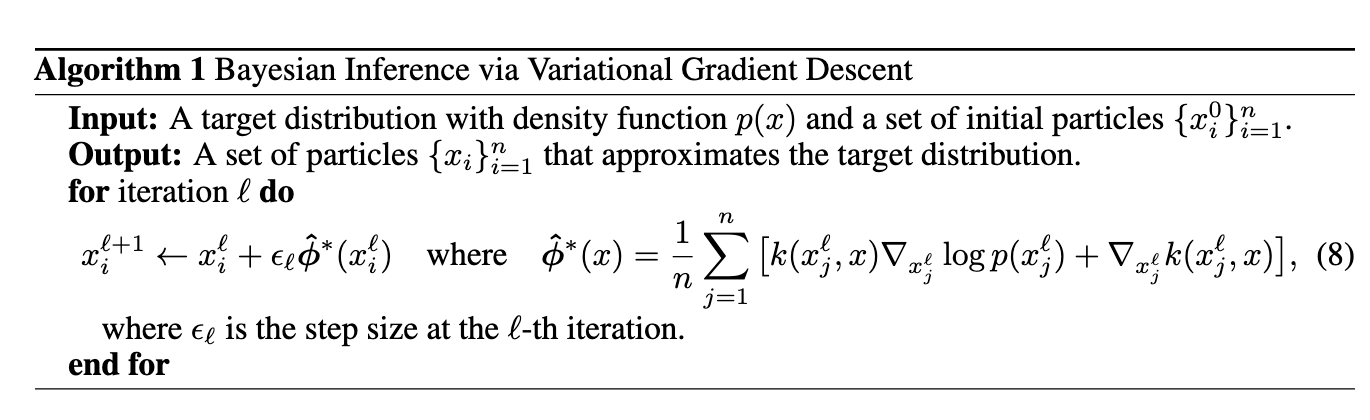 Algorithm 1 Bayesian Inference via Variational Gradient Descent
Input: A target distribution with density function $p(x)$ and a set of initial particles $\{x_i^0\}_{i=1}^n$.
Output: A set of particles $\{x_i\}_{i=1}^n$ that approximates the target distribution.
for iteration $\ell$ do
$x_i^{\ell+1} \leftarrow x_i^\ell + \epsilon_\ell \hat{\boldsymbol{\phi}}^*(x_i^\ell)$ where $\hat{\boldsymbol{\phi}}^*(x) = \frac{1}{n} \sum_{j=1}^n \left[ k(x_j^\ell, x) \nabla_{x_j^\ell} \log p(x_j^\ell) + \nabla_{x_j^\ell} k(x_j^\ell, x) \right],$ (8)
where $\epsilon_\ell$ is the step size at the $\ell$-th iteration.
end for